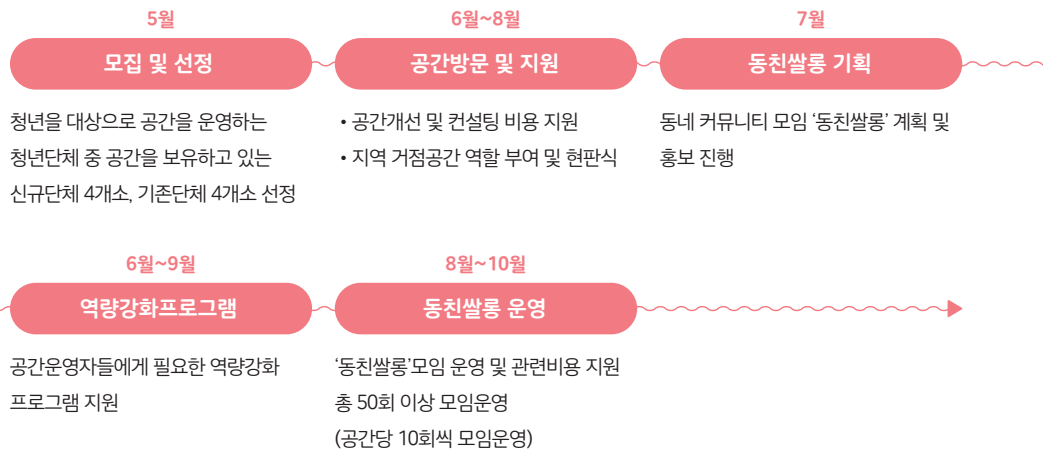 5월
모집 및 선정
청년을 대상으로 공간을 운영하는
청년단체 중 공간을 보유하고 있는
신규단체 4개소, 기존단체 4개소 선정
6월~8월
공간방문 및 지원
• 공간개선 및 컨설팅 비용 지원
• 지역 거점공간 역할 부여 및 현판식
7월
동친쌀롱 기획
동네 커뮤니티 모임 ‘동친쌀롱’ 계획 및
홍보 진행
6월~9월
역량강화프로그램
공간운영자들에게 필요한 역량강화
프로그램 지원
8월~10월
동친쌀롱 운영
‘동친쌀롱’모임 운영 및 관련비용 지원
총 50회 이상 모임운영
(공간당 10회씩 모임운영)